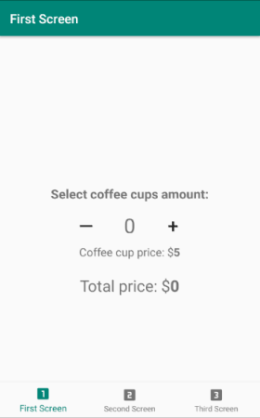 First Screen
Select coffee cups amount:
− 0 +
Coffee cup price: $5
Total price: $0
1 2 3
First Screen Second Screen Third Screen